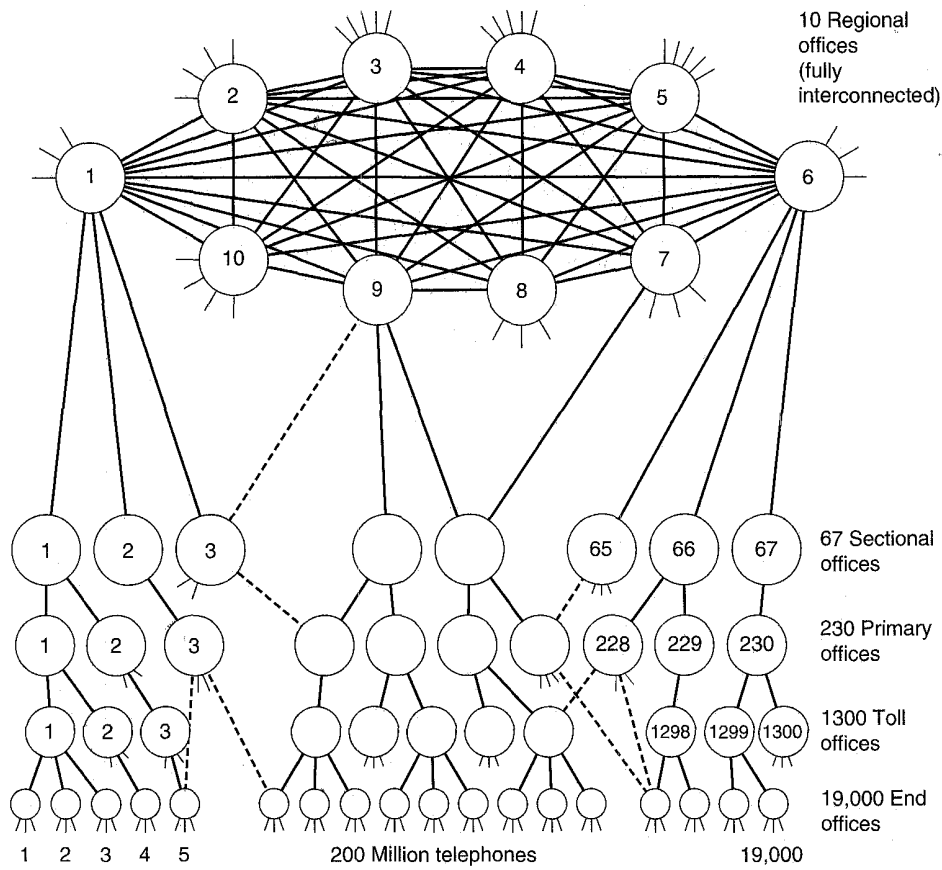 10 Regional
offices
(fully
interconnected)
3 4
2 5
1 6
10 7
9 8
1 2 3 65 66 67
67 Sectional
offices
1 2 3 228 229 230
230 Primary
offices
1 2 3 1298 1299 1300
1300 Toll
offices
19,000 End
offices
1 2 3 4 5 200 Million telephones 19,000